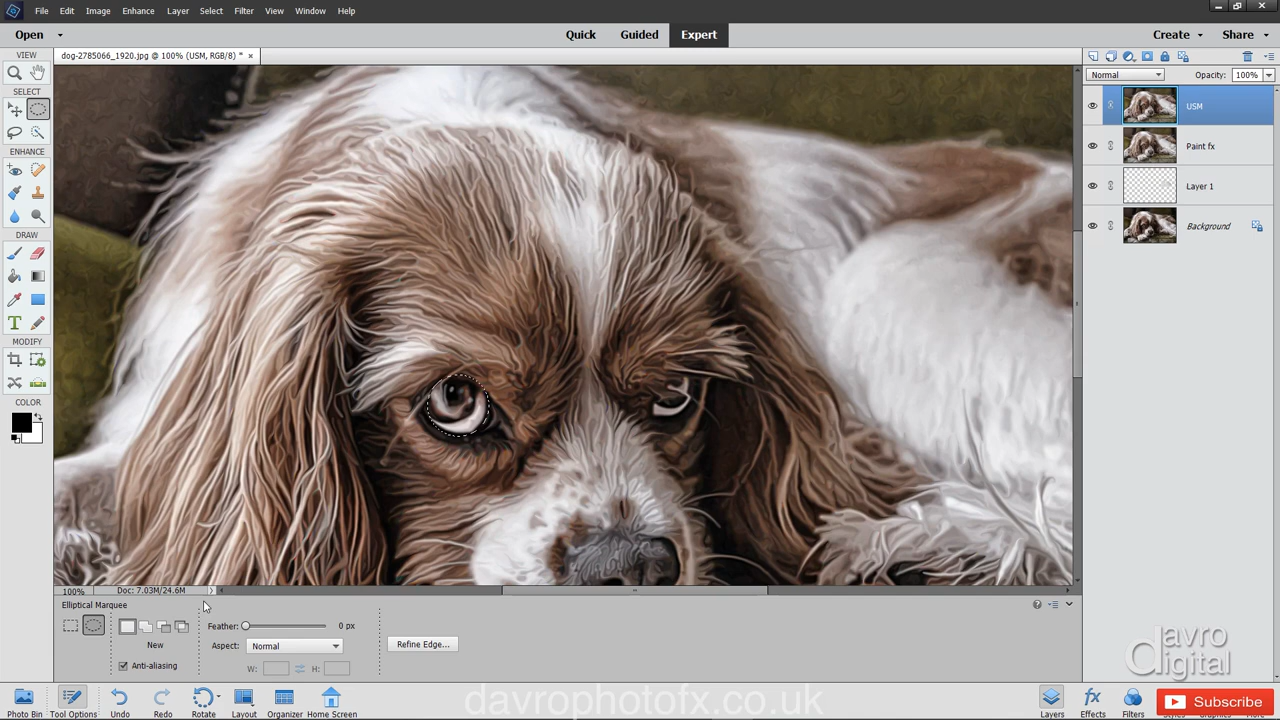 File Edit Image Enhance Layer Select Filter View Window Help
Open Quick Guided Expert Create Share
VIEW
dog-2785066_1920.jpg @ 100% (USM, RGB/8) * ×
SELECT
ENHANCE
DRAW
T
MODIFY
COLOR
Normal Opacity: 100%
USM
Paint fx
Layer 1
Background
100% Doc: 7.03M/24.6M
Elliptical Marquee
New
Anti-aliasing
Feather: 0 px
Aspect: Normal
W: H:
Refine Edge...
davro
digital
Photo Bin Tool Options Undo Redo Rotate Layout Organizer Home Screen
davrophotofx.co.uk
Layers Effects Filters
Subscribe